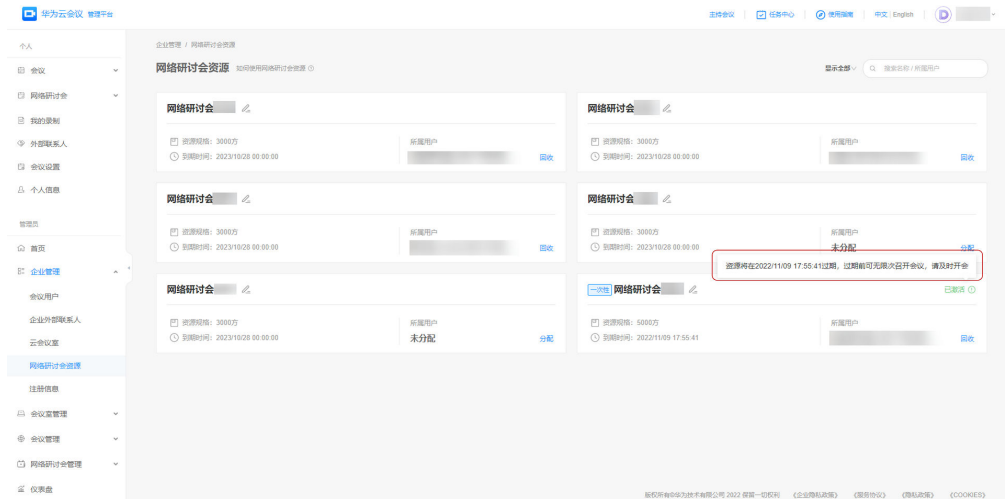 华为云会议 管理平台
主持会议 任务中心 使用指南 中文 English
个人
会议
网络研讨会
我的录制
外部联系人
会议设置
个人信息
管理员
首页
企业管理
会议用户
企业外部联系人
云会议室
网络研讨会资源
注册信息
会议室管理
会议管理
网络研讨会管理
仪表盘
企业管理 / 网络研讨会资源
网络研讨会资源 如何使用网络研讨会资源
显示全部 搜索名称 / 所属用户
网络研讨会
资源规格：3000方 所属用户
到期时间：2023/10/28 00:00:00 回收
网络研讨会
资源规格：3000方 所属用户
到期时间：2023/10/28 00:00:00 回收
网络研讨会
资源规格：3000方 所属用户
到期时间：2023/10/28 00:00:00 回收
网络研讨会
资源规格：3000方 所属用户
到期时间：2023/10/28 00:00:00 未分配 分配
资源将在2022/11/09 17:55:41过期，过期前可无限次召开会议，请及时开会
网络研讨会
资源规格：3000方 所属用户
到期时间：2023/10/28 00:00:00 未分配 分配
一次性 网络研讨会 已激活
资源规格：5000方 所属用户
到期时间：2022/11/09 17:55:41 回收
版权所有©华为技术有限公司 2022 保留一切权利 《企业隐私政策》 《服务协议》 《隐私政策》 《COOKIES》